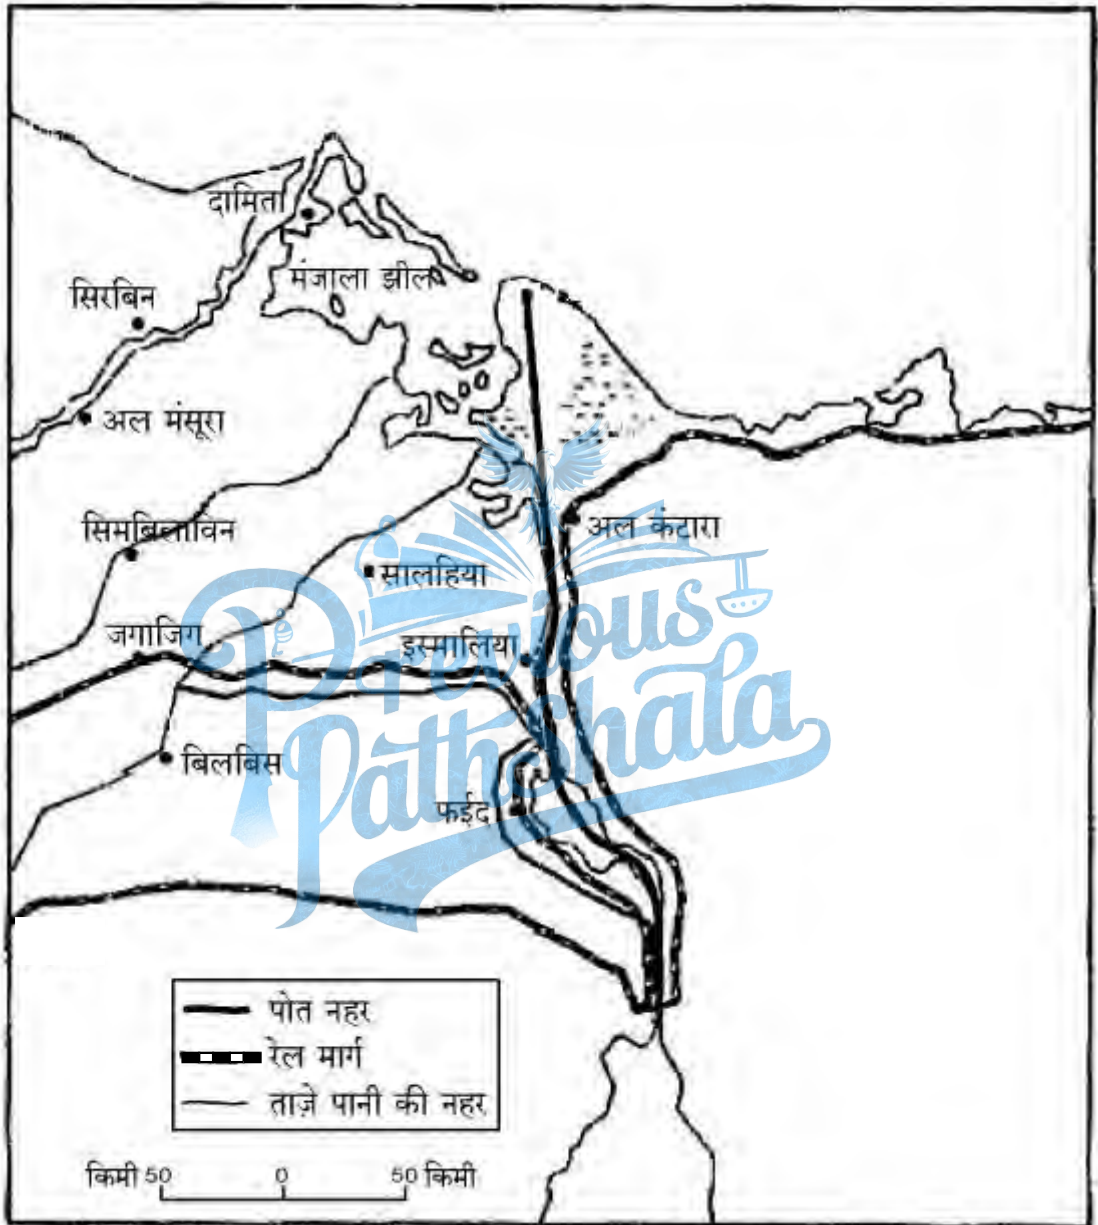 दामिता
मंजाला झील
सिरबिन
अल मंसूरा
सिमबिलाविन
अल कंटारा
सालहिया
जगाजिग
इस्मालिया
बिलबिस
फईद
Previous
Pathshala
पोत नहर
रेल मार्ग
ताज़े पानी की नहर
किमी 50 0 50 किमी